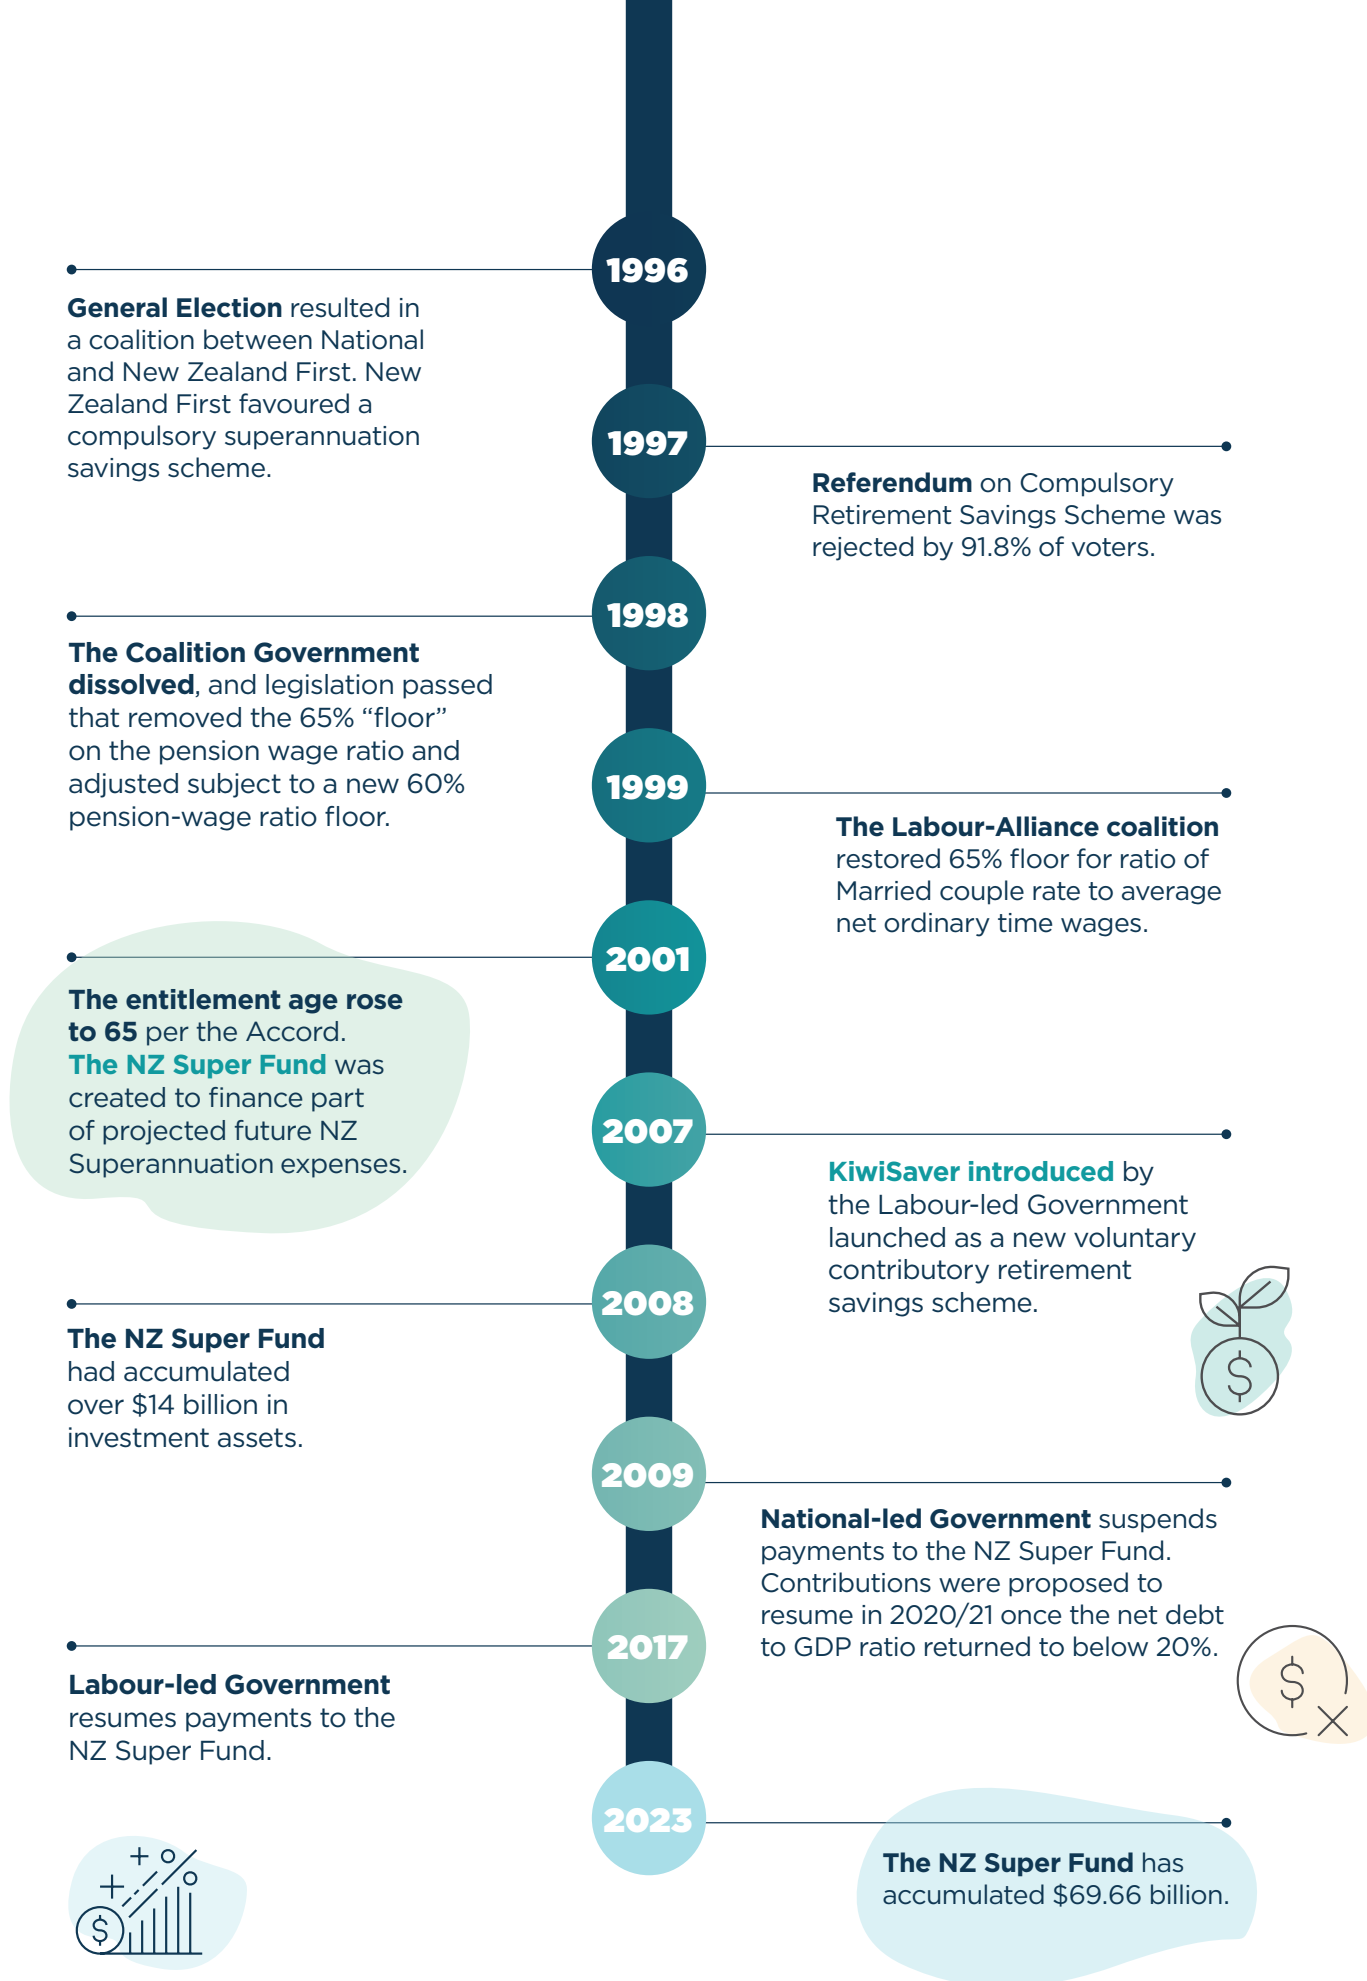 1996
General Election resulted in
a coalition between National
and New Zealand First. New
Zealand First favoured a
compulsory superannuation
savings scheme.
1997
Referendum on Compulsory
Retirement Savings Scheme was
rejected by 91.8% of voters.
1998
The Coalition Government
dissolved, and legislation passed
that removed the 65% “floor”
on the pension wage ratio and
adjusted subject to a new 60%
pension-wage ratio floor.
1999
The Labour-Alliance coalition
restored 65% floor for ratio of
Married couple rate to average
net ordinary time wages.
2001
The entitlement age rose
to 65 per the Accord.
The NZ Super Fund was
created to finance part
of projected future NZ
Superannuation expenses.
2007
KiwiSaver introduced by
the Labour-led Government
launched as a new voluntary
contributory retirement
savings scheme.
$
2008
The NZ Super Fund
had accumulated
over $14 billion in
investment assets.
2009
National-led Government suspends
payments to the NZ Super Fund.
Contributions were proposed to
resume in 2020/21 once the net debt
to GDP ratio returned to below 20%.
$
2017
Labour-led Government
resumes payments to the
NZ Super Fund.
2023
The NZ Super Fund has
accumulated $69.66 billion.
$